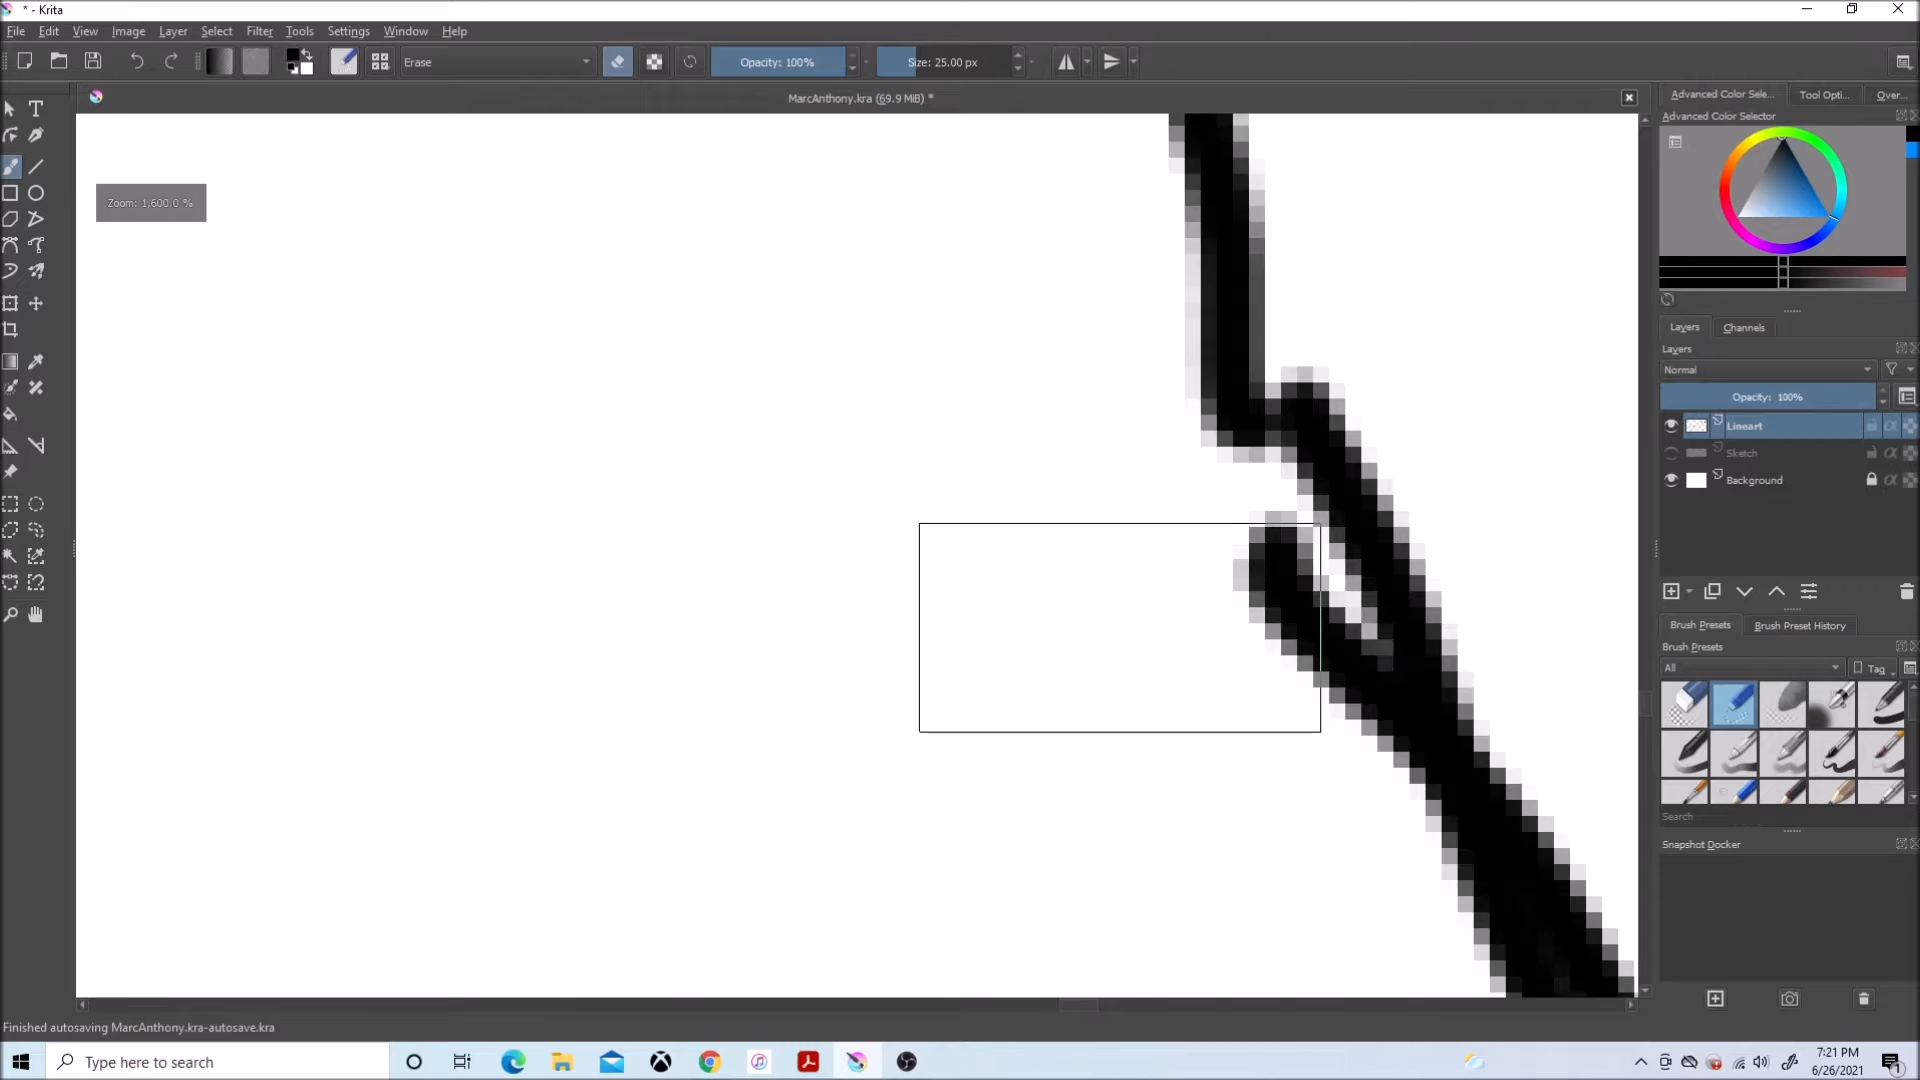 * - Krita
File Edit View Image Layer Select Filter Tools Settings Window Help
Erase Opacity: 100% Size: 25.00 px
MarcAnthony.kra (69.9 MiB) *
Zoom: 1,600.0 %
Advanced Color Sele... Tool Opti... Over...
Advanced Color Selector
Layers Channels
Layers
Normal
Opacity: 100%
Lineart
Sketch
Background
Brush Presets Brush Preset History
Brush Presets
All Tag
Search
Snapshot Docker
Finished autosaving MarcAnthony.kra-autosave.kra
Type here to search
7:21 PM
6/26/2021
1